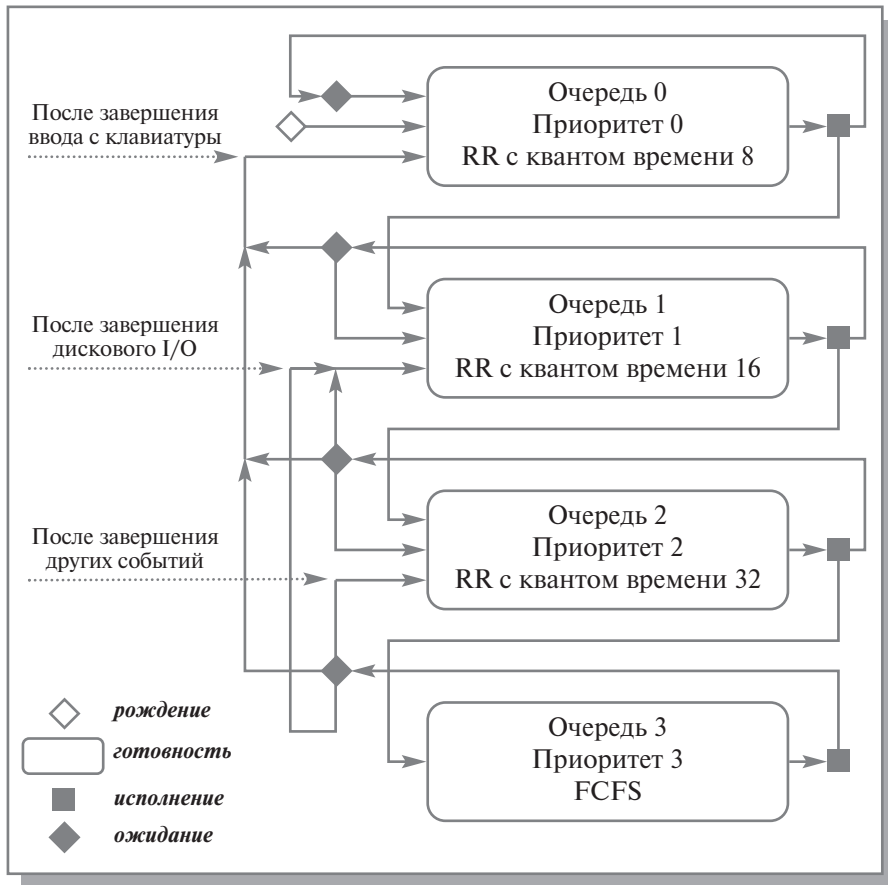 После завершения
ввода с клавиатуры
Очередь 0
Приоритет 0
RR с квантом времени 8
После завершения
дискового I/O
Очередь 1
Приоритет 1
RR с квантом времени 16
После завершения
других событий
Очередь 2
Приоритет 2
RR с квантом времени 32
Очередь 3
Приоритет 3
FCFS
рождение
готовность
исполнение
ожидание